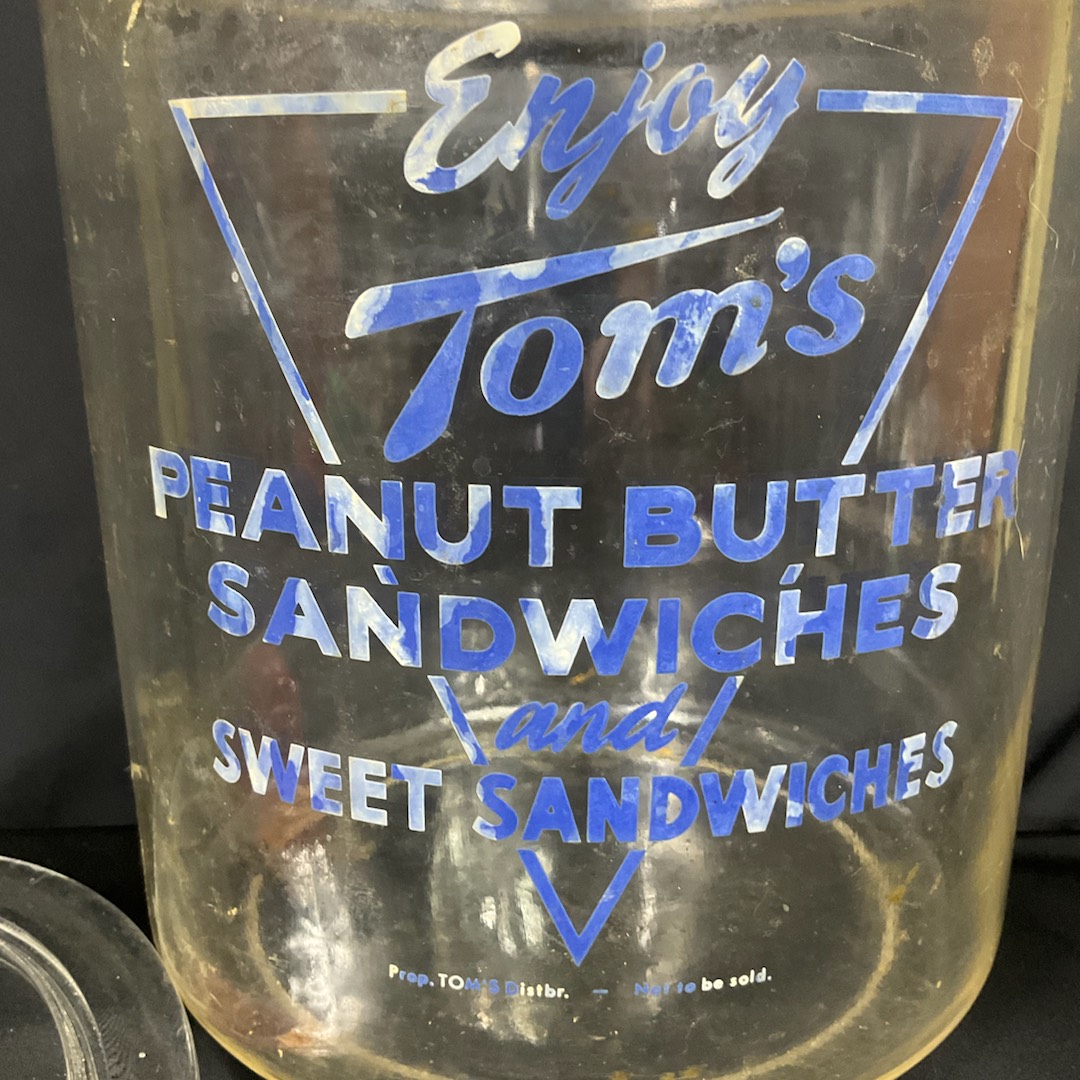 Enjoy
Tom's
PEANUT BUTTER
SANDWICHES
and
SWEET SANDWICHES
Prop. TOM'S Distbr. — Not to be sold.